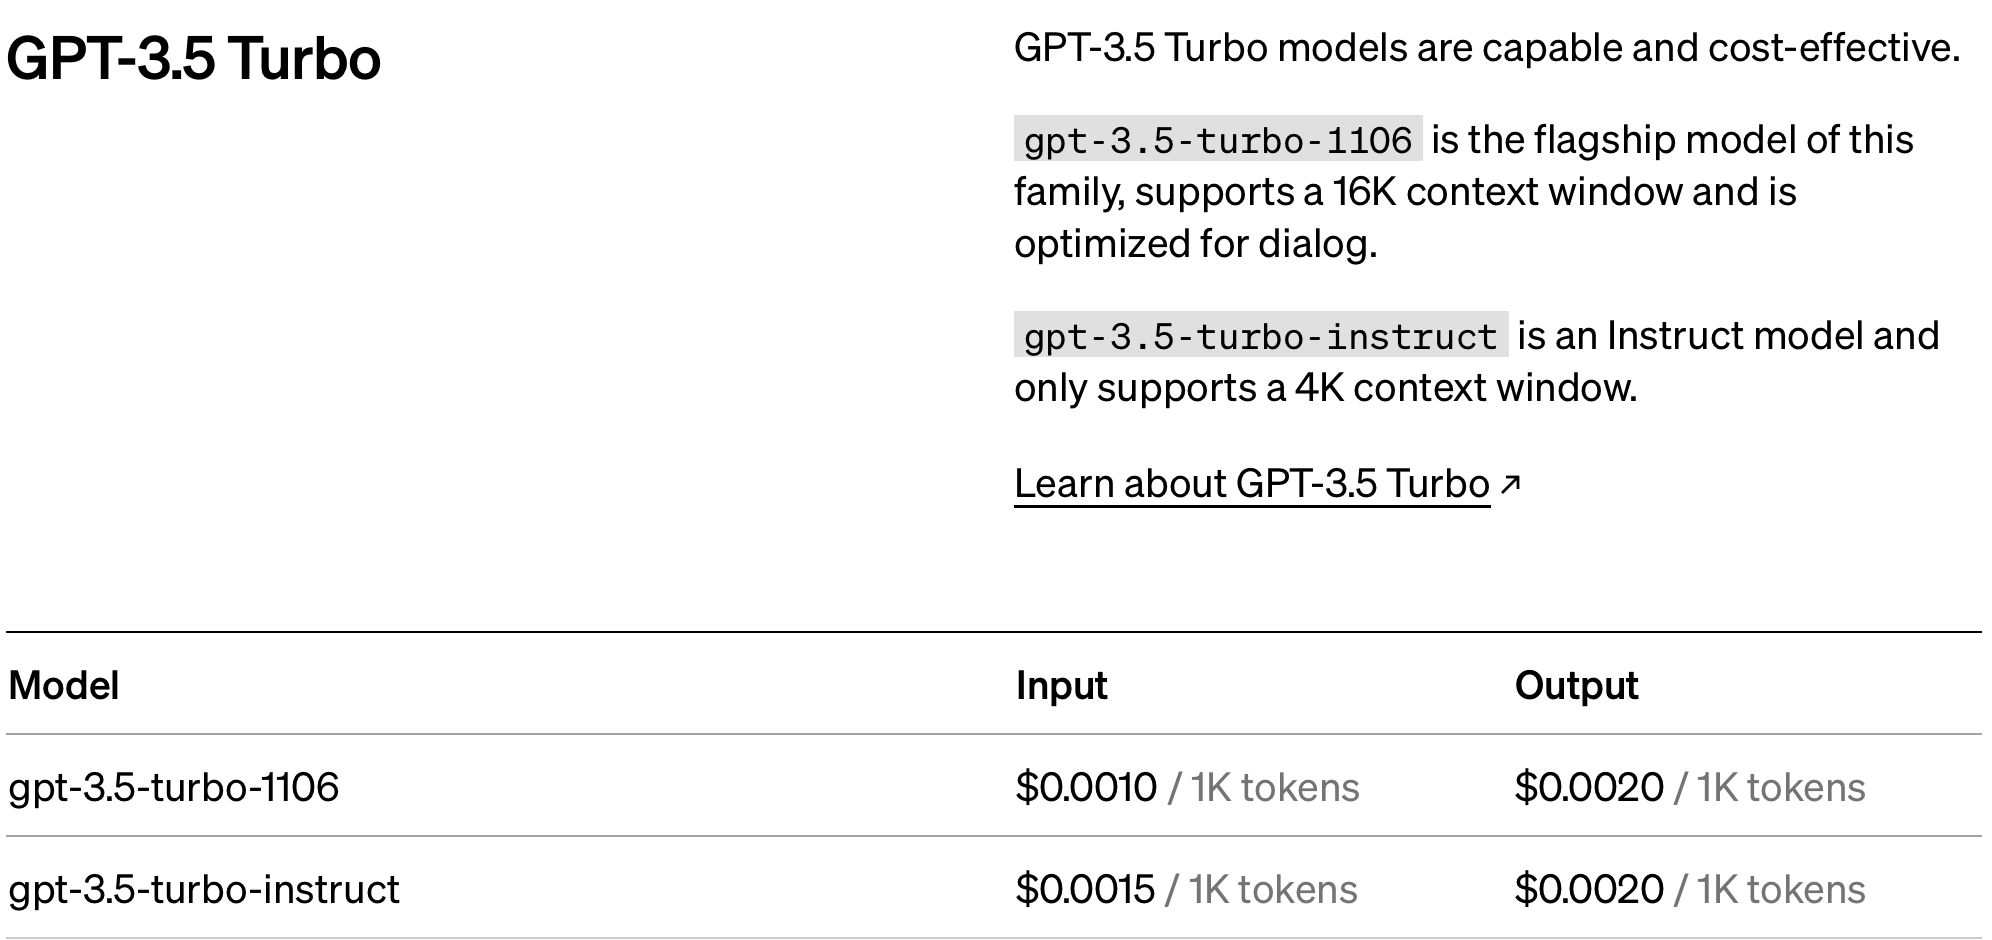 GPT-3.5 Turbo
GPT-3.5 Turbo models are capable and cost-effective.
gpt-3.5-turbo-1106 is the flagship model of this
family, supports a 16K context window and is
optimized for dialog.
gpt-3.5-turbo-instruct is an Instruct model and
only supports a 4K context window.
Learn about GPT-3.5 Turbo ↗
Model Input Output
gpt-3.5-turbo-1106 $0.0010 / 1K tokens $0.0020 / 1K tokens
gpt-3.5-turbo-instruct $0.0015 / 1K tokens $0.0020 / 1K tokens